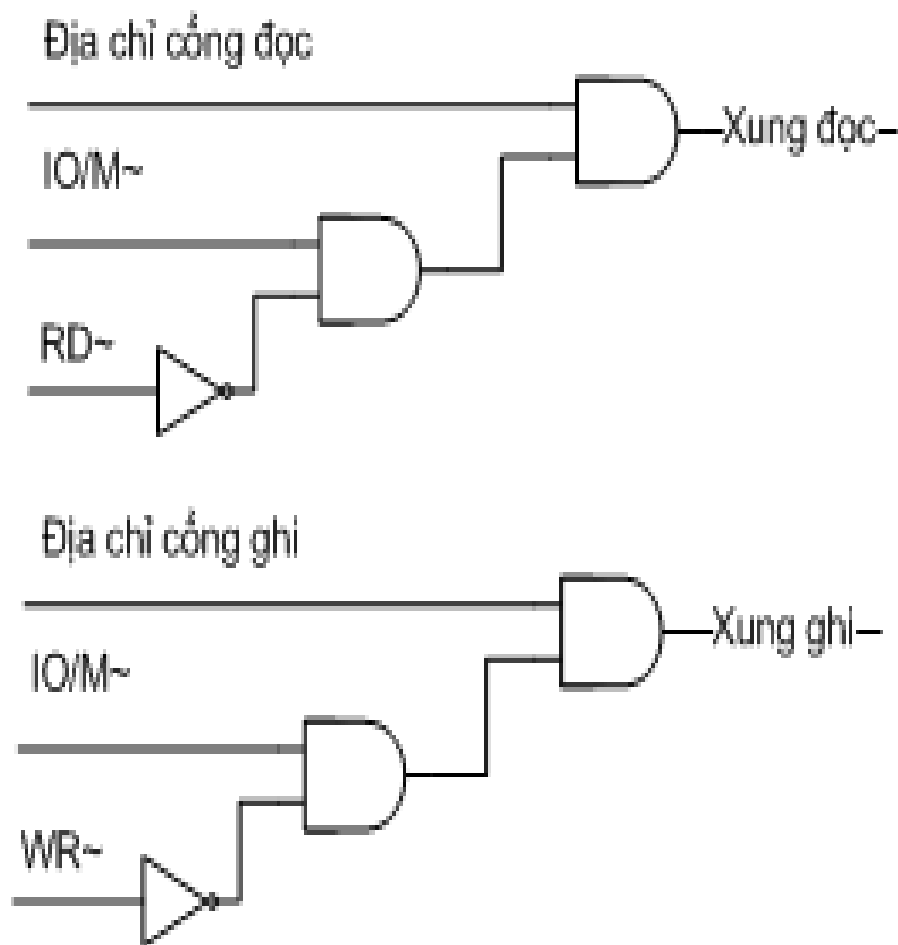 Địa chỉ cổng đọc
Xung đọc
IO/M~
RD~
Địa chỉ cổng ghi
Xung ghi
IO/M~
WR~